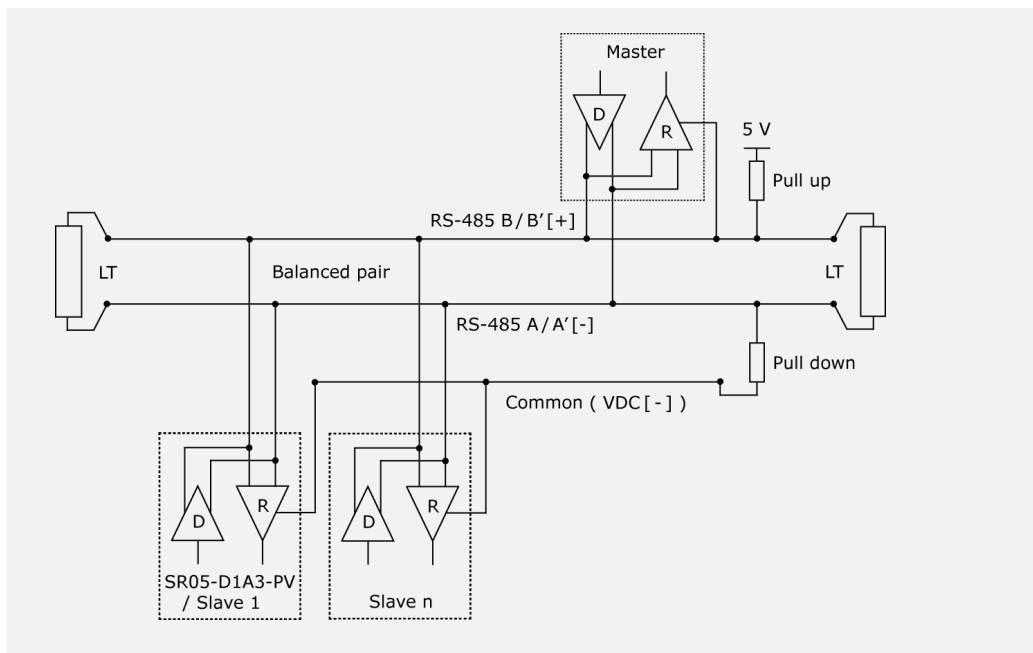 Master
D
R
5 V
Pull up
RS-485 B/B’[+]
LT
Balanced pair
LT
RS-485 A/A’[-]
Pull down
Common ( VDC[-] )
R
D
R
D
SR05-D1A3-PV
/ Slave 1
Slave n